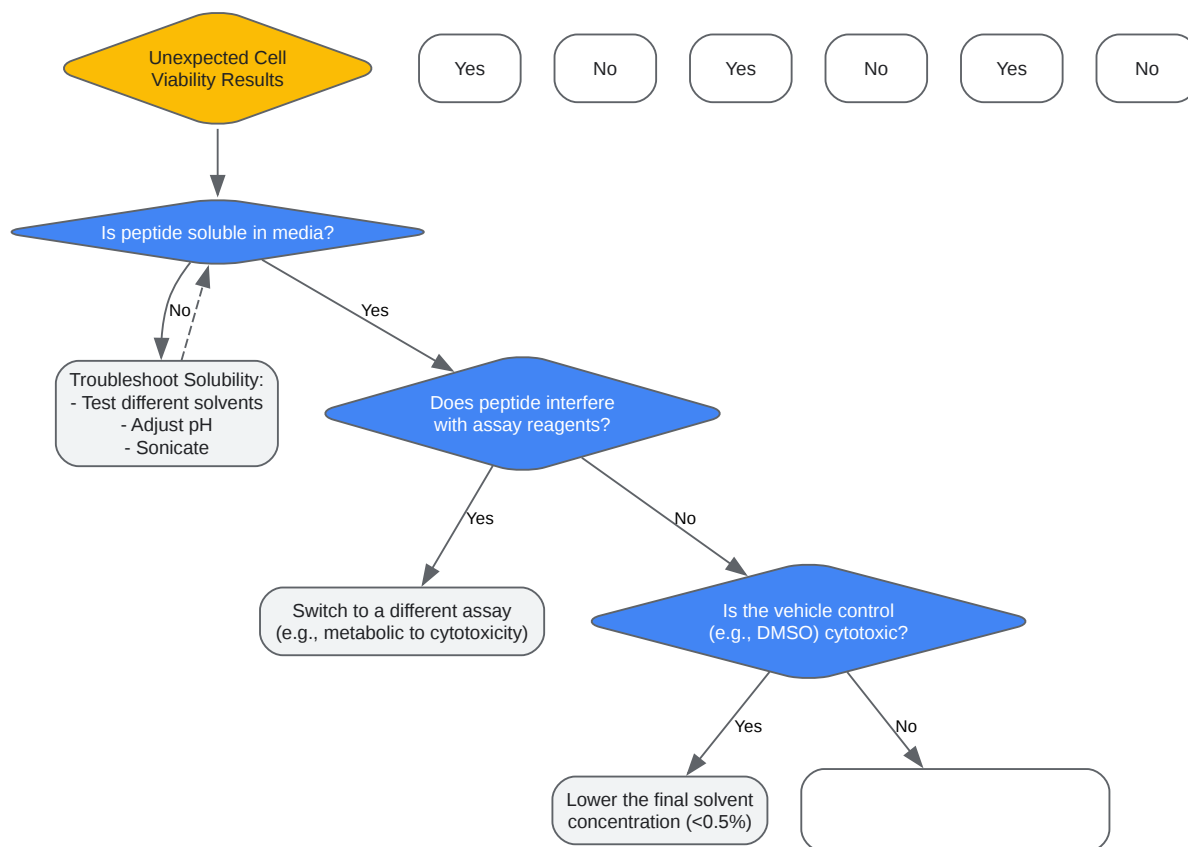 Unexpected Cell
Viability Results
Yes
No
Yes
No
Yes
No
Is peptide soluble in media?
No
Yes
Troubleshoot Solubility:
- Test different solvents
- Adjust pH
- Sonicate
Does peptide interfere
with assay reagents?
Yes
No
Switch to a different assay
(e.g., metabolic to cytotoxicity)
Is the vehicle control
(e.g., DMSO) cytotoxic?
Yes
No
Lower the final solvent
concentration (<0.5%)